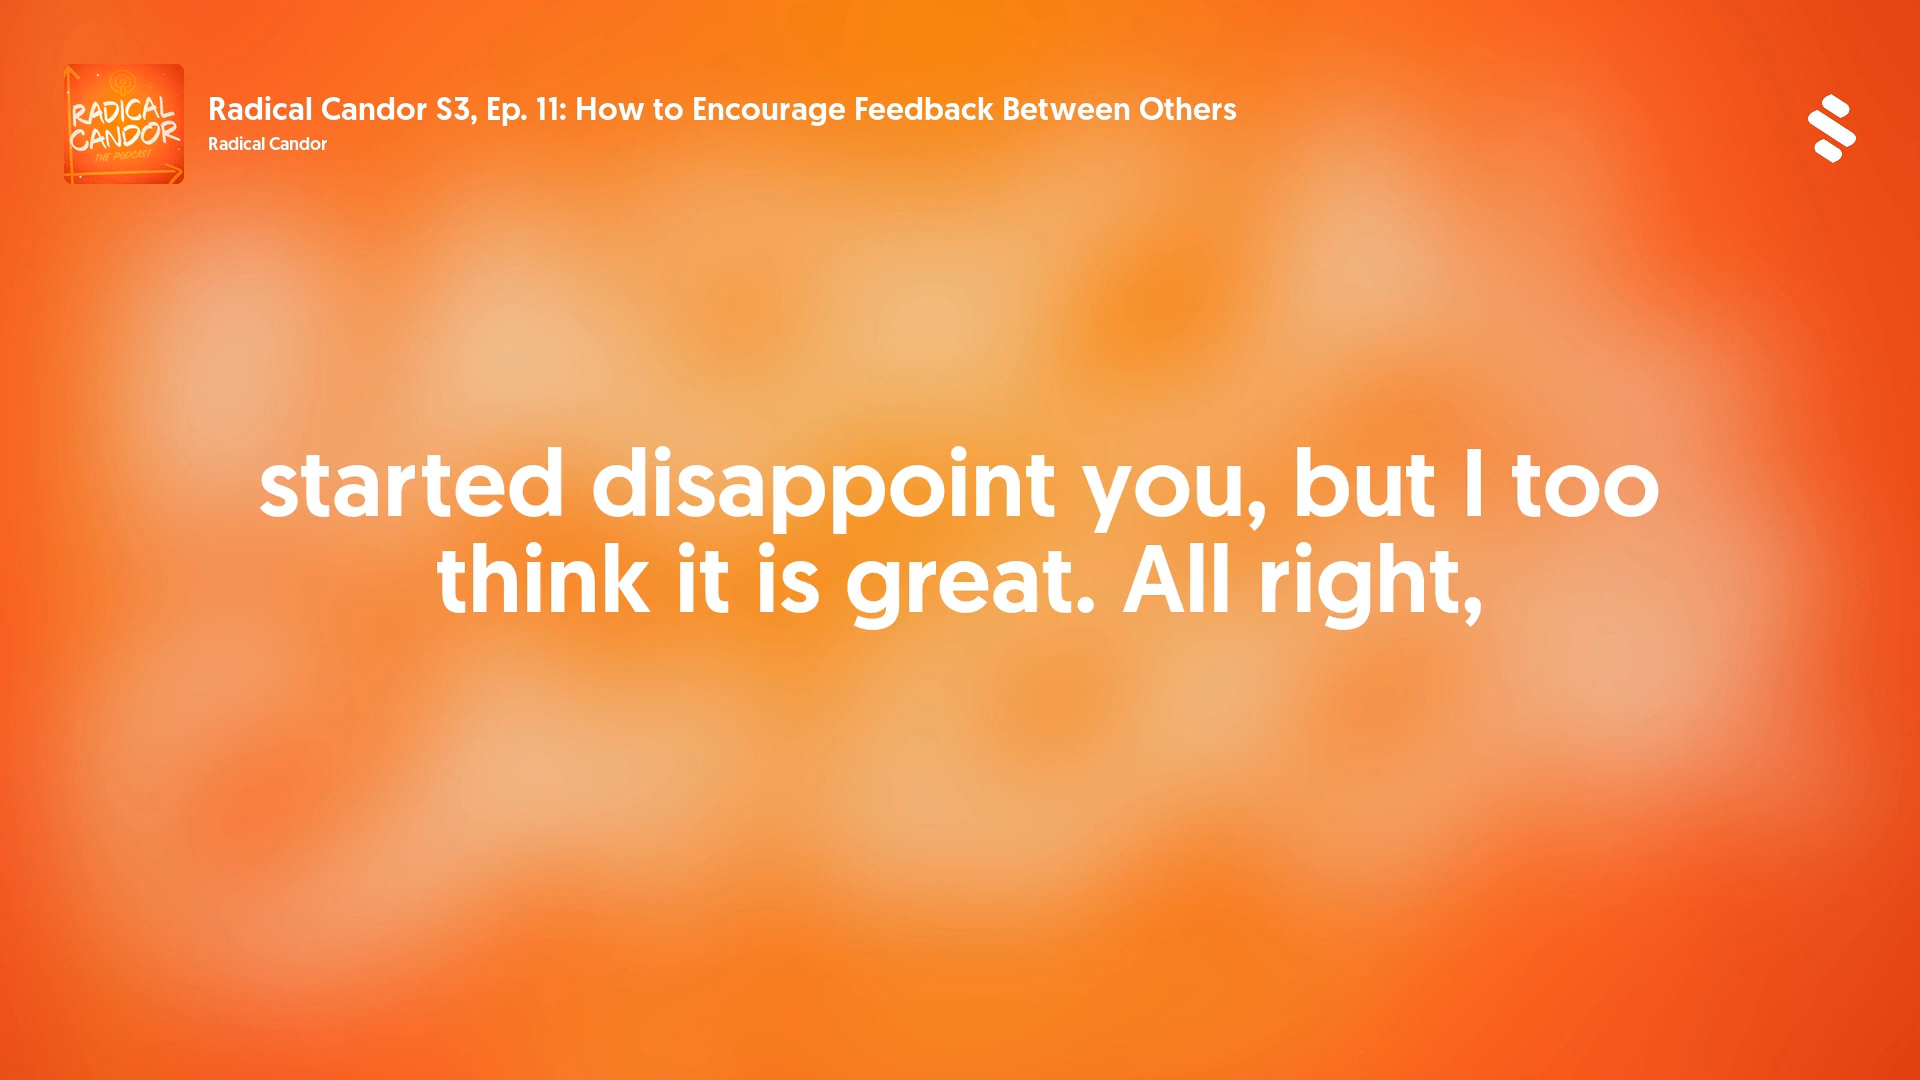 RADICAL
CANDOR
THE PODCAST
Radical Candor S3, Ep. 11: How to Encourage Feedback Between Others
Radical Candor
started disappoint you, but I too
think it is great. All right,